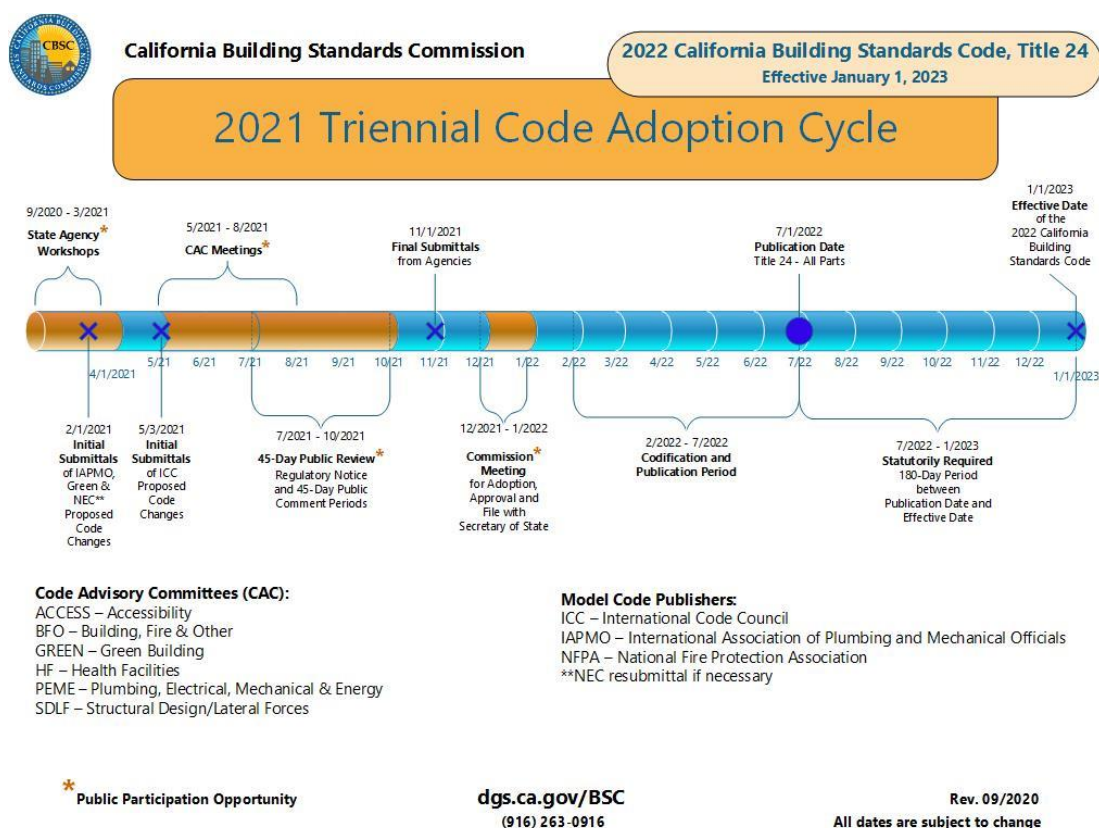 CALIFORNIA BUILDING
CBSC
STANDARDS COMMISSION
California Building Standards Commission
2022 California Building Standards Code, Title 24
Effective January 1, 2023
2021 Triennial Code Adoption Cycle
9/2020 - 3/2021
State Agency*
Workshops
5/2021 - 8/2021
CAC Meetings*
11/1/2021
Final Submittals
from Agencies
7/1/2022
Publication Date
Title 24 - All Parts
1/1/2023
Effective Date
of the
2022 California
Building
Standards Code
4/1/2021
5/21
6/21
7/21
8/21
9/21
10/21
11/21
12/21
1/22
2/22
3/22
4/22
5/22
6/22
7/22
8/22
9/22
10/22
11/22
12/22
1/1/2023
2/1/2021
Initial
Submittals
of IAPMO,
Green &
NEC**
Proposed
Code
Changes
5/3/2021
Initial
Submittals
of ICC
Proposed
Code
Changes
7/2021 - 10/2021
45-Day Public Review*
Regulatory Notice
and 45-Day Public
Comment Periods
12/2021 - 1/2022
Commission*
Meeting
for Adoption,
Approval and
File with
Secretary of State
2/2022 - 7/2022
Codification and
Publication Period
7/2022 - 1/2023
Statutorily Required
180-Day Period
between
Publication Date and
Effective Date
Code Advisory Committees (CAC):
ACCESS – Accessibility
BFO – Building, Fire & Other
GREEN – Green Building
HF – Health Facilities
PEME – Plumbing, Electrical, Mechanical & Energy
SDLF – Structural Design/Lateral Forces
Model Code Publishers:
ICC – International Code Council
IAPMO – International Association of Plumbing and Mechanical Officials
NFPA – National Fire Protection Association
**NEC resubmittal if necessary
*Public Participation Opportunity
dgs.ca.gov/BSC
(916) 263-0916
Rev. 09/2020
All dates are subject to change